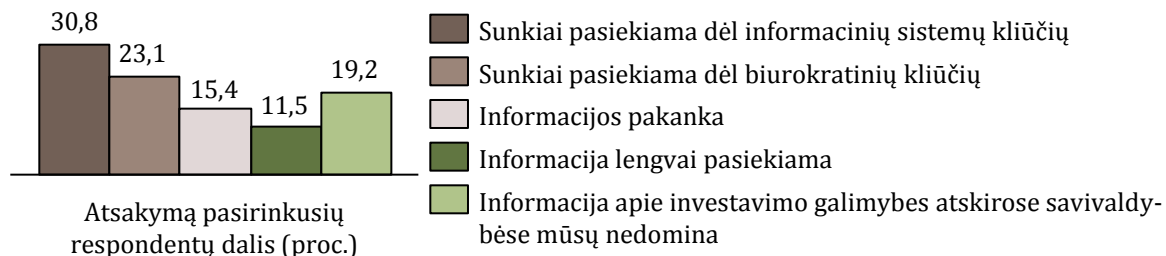 30,8
23,1
15,4
11,5
19,2
Atsakymą pasirinkusių
respondentų dalis (proc.)
Sunkiai pasiekiama dėl informacinių sistemų kliūčių
Sunkiai pasiekiama dėl biurokratinių kliūčių
Informacijos pakanka
Informacija lengvai pasiekiama
Informacija apie investavimo galimybes atskirose savivaldy-
bėse mūsų nedomina